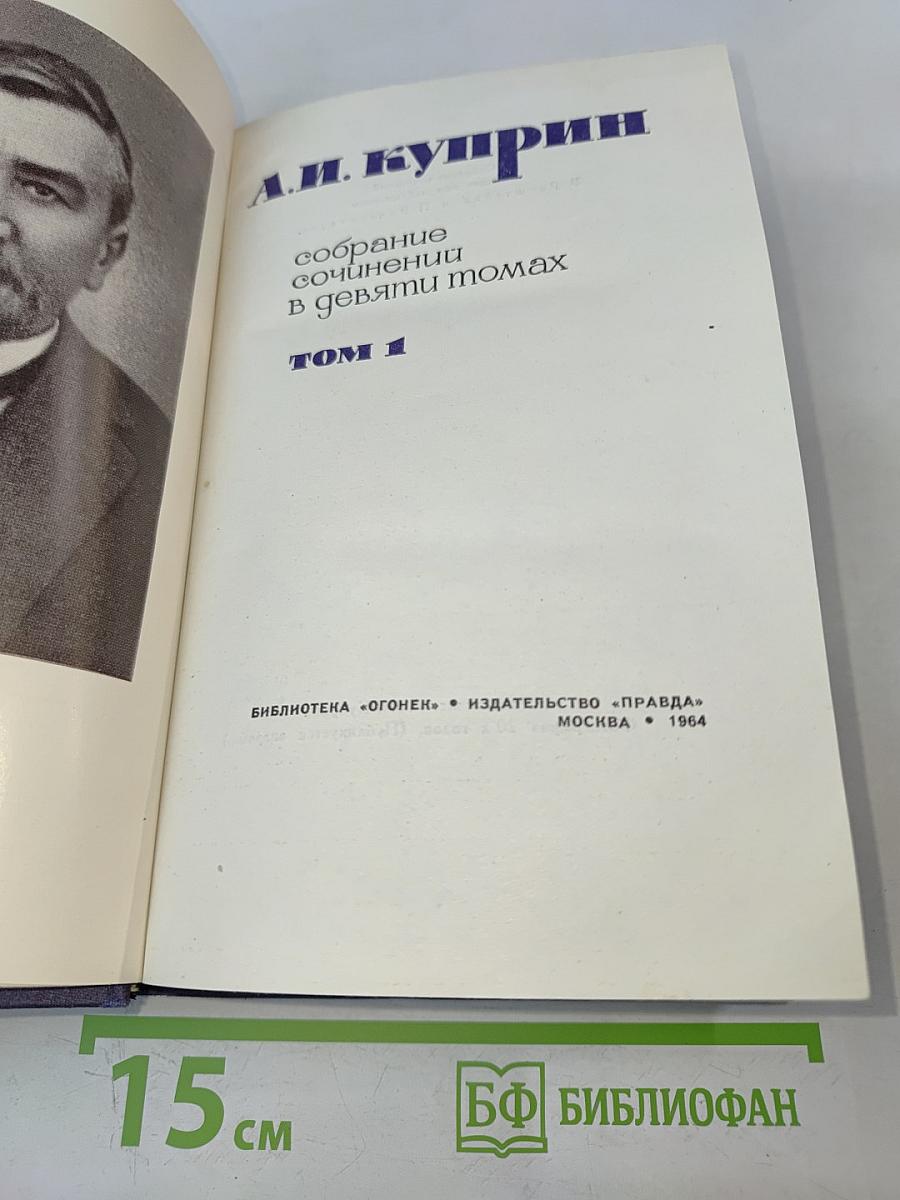 А.И. Куприн
собрание
сочинений
в девяти томах
том 1
БИБЛИОТЕКА «ОГОНЕК» • ИЗДАТЕЛЬСТВО «ПРАВДА»
МОСКВА • 1964
15 см
БФ БИБЛИОФАН